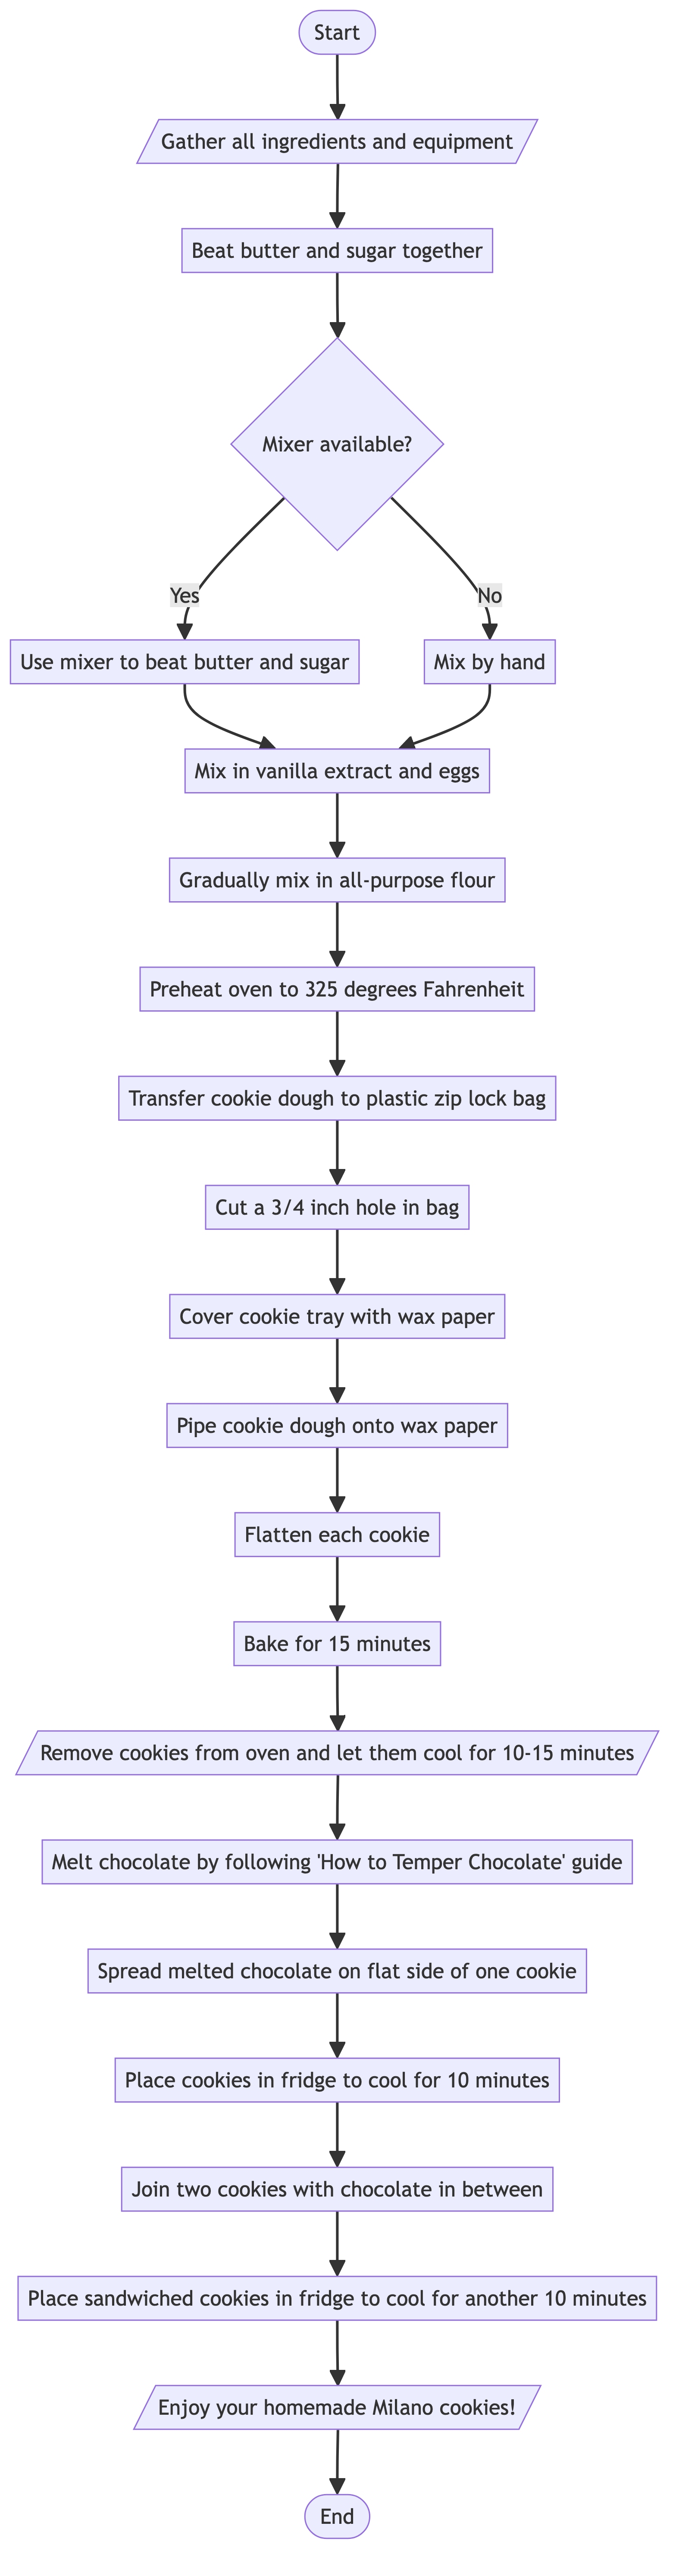 Start
Gather all ingredients and equipment
Beat butter and sugar together
Mixer available?
Yes
No
Use mixer to beat butter and sugar
Mix by hand
Mix in vanilla extract and eggs
Gradually mix in all-purpose flour
Preheat oven to 325 degrees Fahrenheit
Transfer cookie dough to plastic zip lock bag
Cut a 3/4 inch hole in bag
Cover cookie tray with wax paper
Pipe cookie dough onto wax paper
Flatten each cookie
Bake for 15 minutes
Remove cookies from oven and let them cool for 10-15 minutes
Melt chocolate by following 'How to Temper Chocolate' guide
Spread melted chocolate on flat side of one cookie
Place cookies in fridge to cool for 10 minutes
Join two cookies with chocolate in between
Place sandwiched cookies in fridge to cool for another 10 minutes
Enjoy your homemade Milano cookies!
End